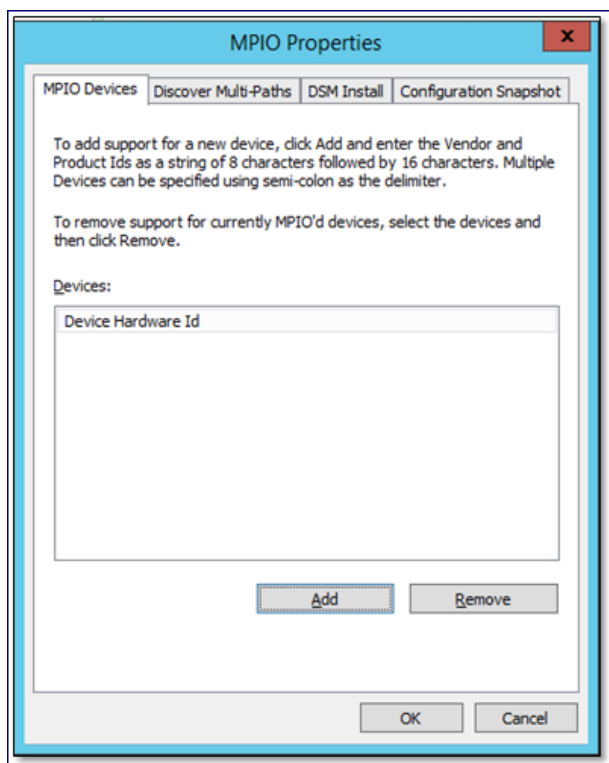 MPIO Properties
x
MPIO Devices Discover Multi-Paths DSM Install Configuration Snapshot
To add support for a new device, click Add and enter the Vendor and
Product Ids as a string of 8 characters followed by 16 characters. Multiple
Devices can be specified using semi-colon as the delimiter.
To remove support for currently MPIO'd devices, select the devices and
then click Remove.
Devices:
Device Hardware Id
Add Remove
OK Cancel